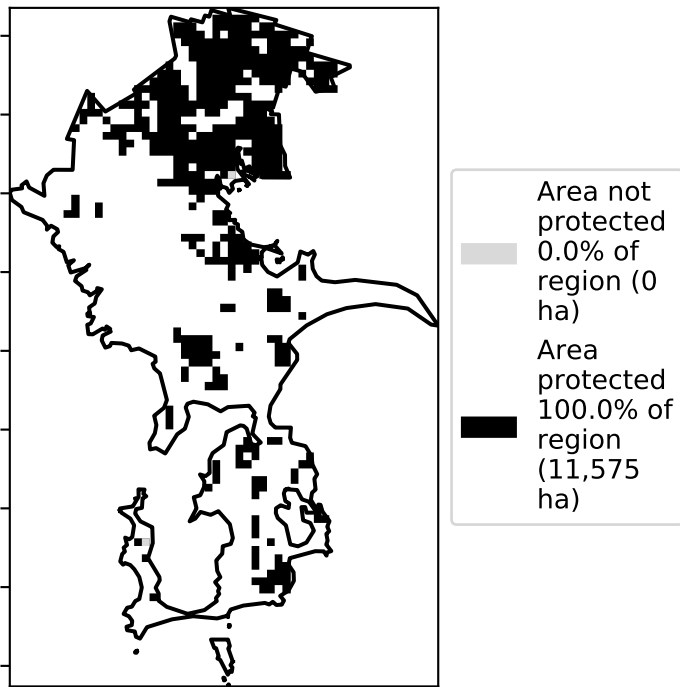 Area not
protected
0.0% of
region (0
ha)
Area
protected
100.0% of
region
(11,575
ha)